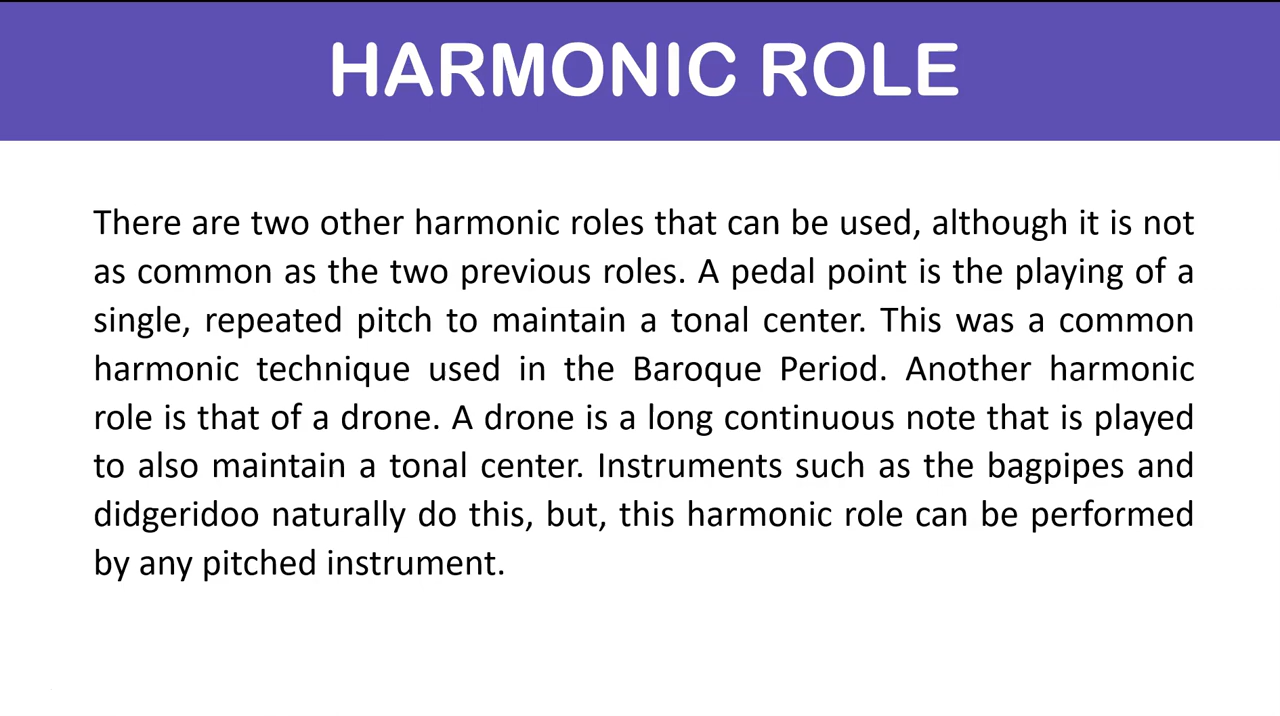 HARMONIC ROLE
There are two other harmonic roles that can be used, although it is not
as common as the two previous roles. A pedal point is the playing of a
single, repeated pitch to maintain a tonal center. This was a common
harmonic technique used in the Baroque Period. Another harmonic
role is that of a drone. A drone is a long continuous note that is played
to also maintain a tonal center. Instruments such as the bagpipes and
didgeridoo naturally do this, but, this harmonic role can be performed
by any pitched instrument.